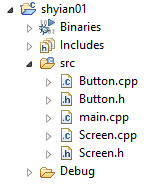 shyian01
Binaries
Includes
src
Button.cpp
Button.h
main.cpp
Screen.cpp
Screen.h
Debug